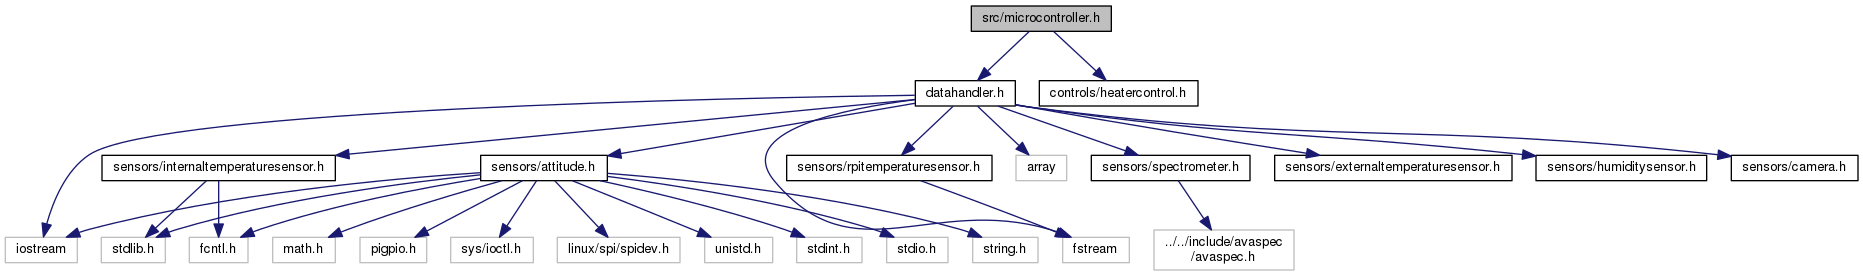 src/microcontroller.h
datahandler.h
controls/heatercontrol.h
sensors/internaltemperaturesensor.h
sensors/attitude.h
sensors/rpitemperaturesensor.h
array
sensors/spectrometer.h
sensors/externaltemperaturesensor.h
sensors/humiditysensor.h
sensors/camera.h
iostream
stdlib.h
fcntl.h
math.h
pigpio.h
sys/ioctl.h
linux/spi/spidev.h
unistd.h
stdint.h
stdio.h
string.h
fstream
../../include/avaspec
/avaspec.h